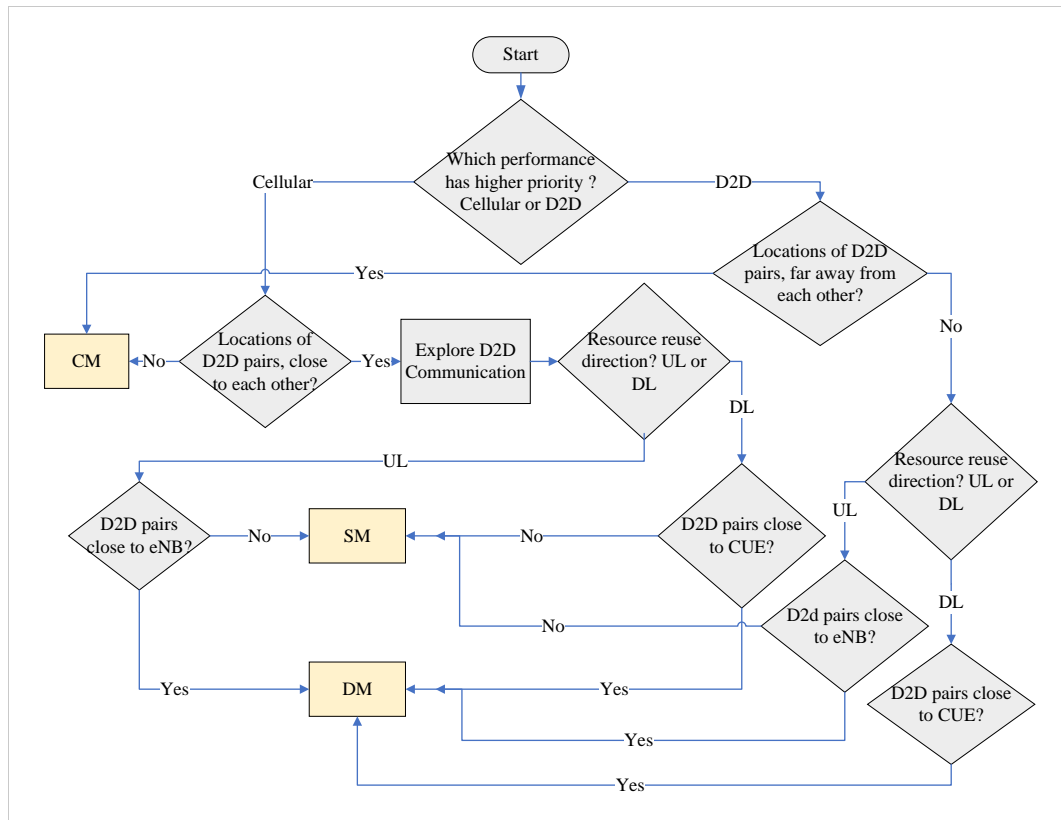 Start
Which performance
has higher priority ?
Cellular or D2D
Cellular
D2D
Locations of D2D
pairs, far away from
each other?
Yes
No
CM
No
Locations of
D2D pairs, close
to each other?
Yes
Explore D2D
Communication
Resource reuse
direction? UL or
DL
DL
UL
Resource reuse
direction? UL or
DL
UL
DL
D2D pairs
close to eNB?
No
SM
No
D2D pairs close
to CUE?
No
D2d pairs close
to eNB?
Yes
DM
Yes
D2D pairs close
to CUE?
Yes
Yes